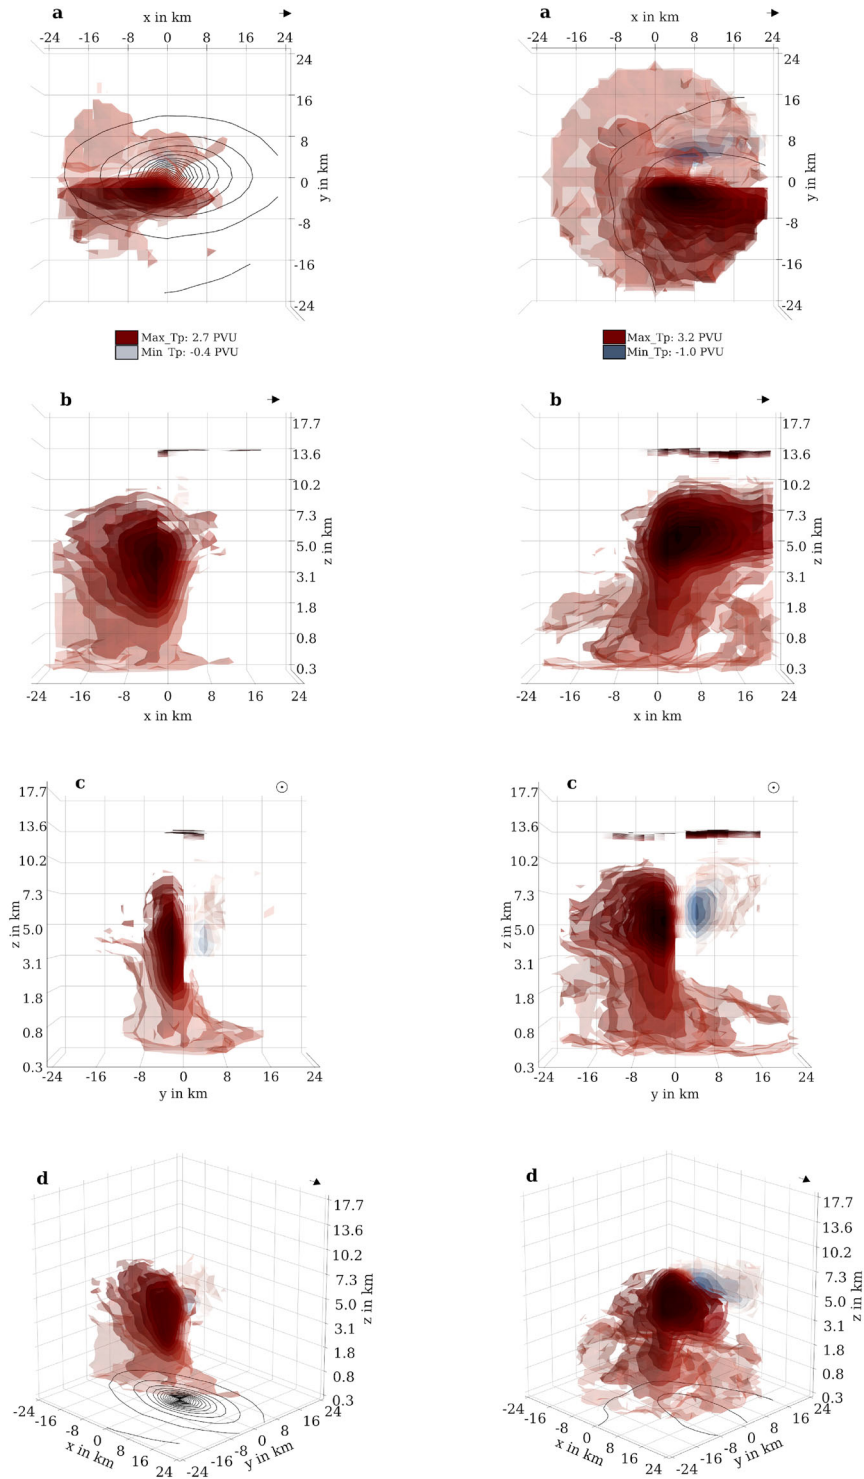 a
x in km
-24 -16 -8 0 8 16 24
24
16
8
0
-8
-16
-24
y in km
Max_Tp: 2.7 PVU
Min_Tp: -0.4 PVU
a
x in km
-24 -16 -8 0 8 16 24
24
16
8
0
-8
-16
-24
y in km
Max_Tp: 3.2 PVU
Min_Tp: -1.0 PVU
b
17.7
13.6
10.2
7.3
5.0
3.1
1.8
0.8
0.3
z in km
-24 -16 -8 0 8 16 24
x in km
b
17.7
13.6
10.2
7.3
5.0
3.1
1.8
0.8
0.3
z in km
-24 -16 -8 0 8 16 24
x in km
c
17.7
13.6
10.2
7.3
5.0
3.1
1.8
0.8
0.3
z in km
-24 -16 -8 0 8 16 24
y in km
c
17.7
13.6
10.2
7.3
5.0
3.1
1.8
0.8
0.3
z in km
-24 -16 -8 0 8 16 24
y in km
d
17.7
13.6
10.2
7.3
5.0
3.1
1.8
0.8
0.3
z in km
-24 -16 -8 0 8 16 24
x in km
-24 -16 -8 0 8 16 24
y in km
d
17.7
13.6
10.2
7.3
5.0
3.1
1.8
0.8
0.3
z in km
-24 -16 -8 0 8 16 24
x in km
-24 -16 -8 0 8 16 24
y in km